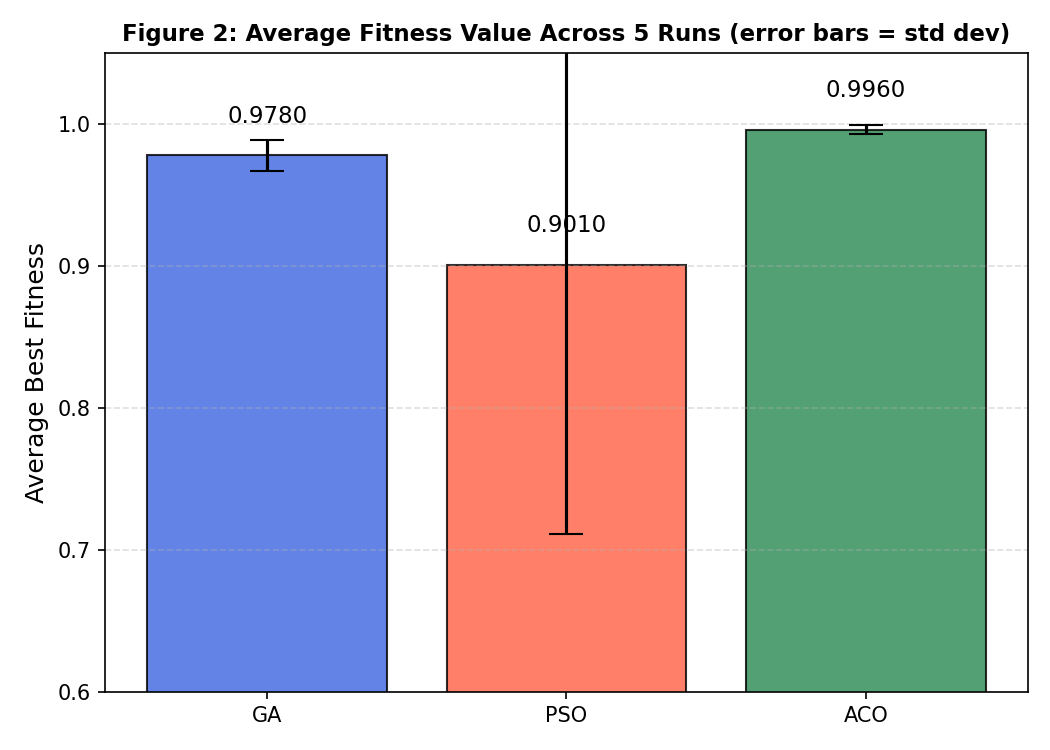 Figure 2: Average Fitness Value Across 5 Runs (error bars = std dev)
Average Best Fitness
1.0
0.9
0.8
0.7
0.6
0.9780
0.9010
0.9960
GA
PSO
ACO